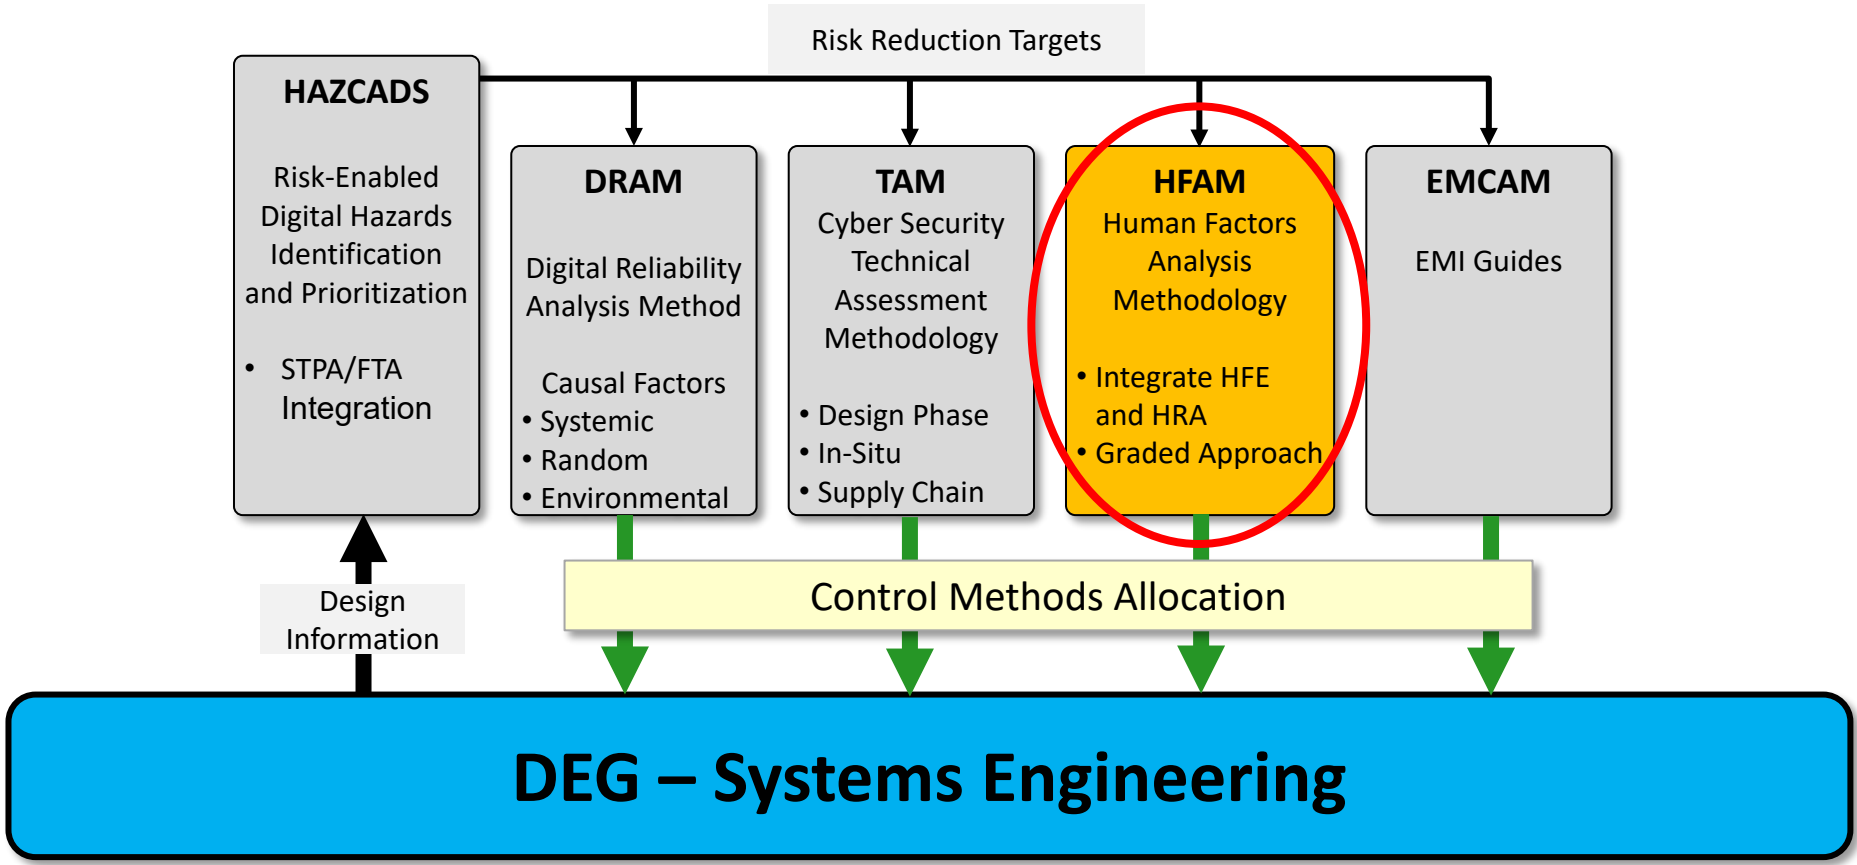 Risk Reduction Targets
HAZCADS
Risk-Enabled
Digital Hazards
Identification
and Prioritization
• STPA/FTA
Integration
DRAM
Digital Reliability
Analysis Method
Causal Factors
• Systemic
• Random
• Environmental
TAM
Cyber Security
Technical
Assessment
Methodology
• Design Phase
• In-Situ
• Supply Chain
HFAM
Human Factors
Analysis
Methodology
• Integrate HFE
and HRA
• Graded Approach
EMCAM
EMI Guides
Design
Information
Control Methods Allocation
DEG – Systems Engineering